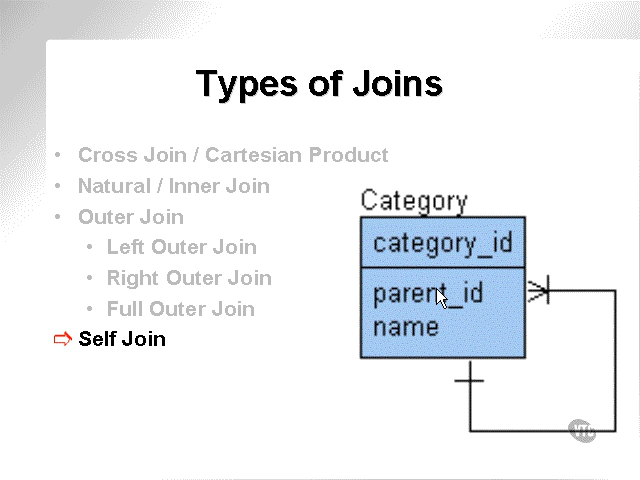 Types of Joins
• Cross Join / Cartesian Product
• Natural / Inner Join
• Outer Join
• Left Outer Join
• Right Outer Join
• Full Outer Join
⇨ Self Join
Category
category_id
parent_id
name
VTC